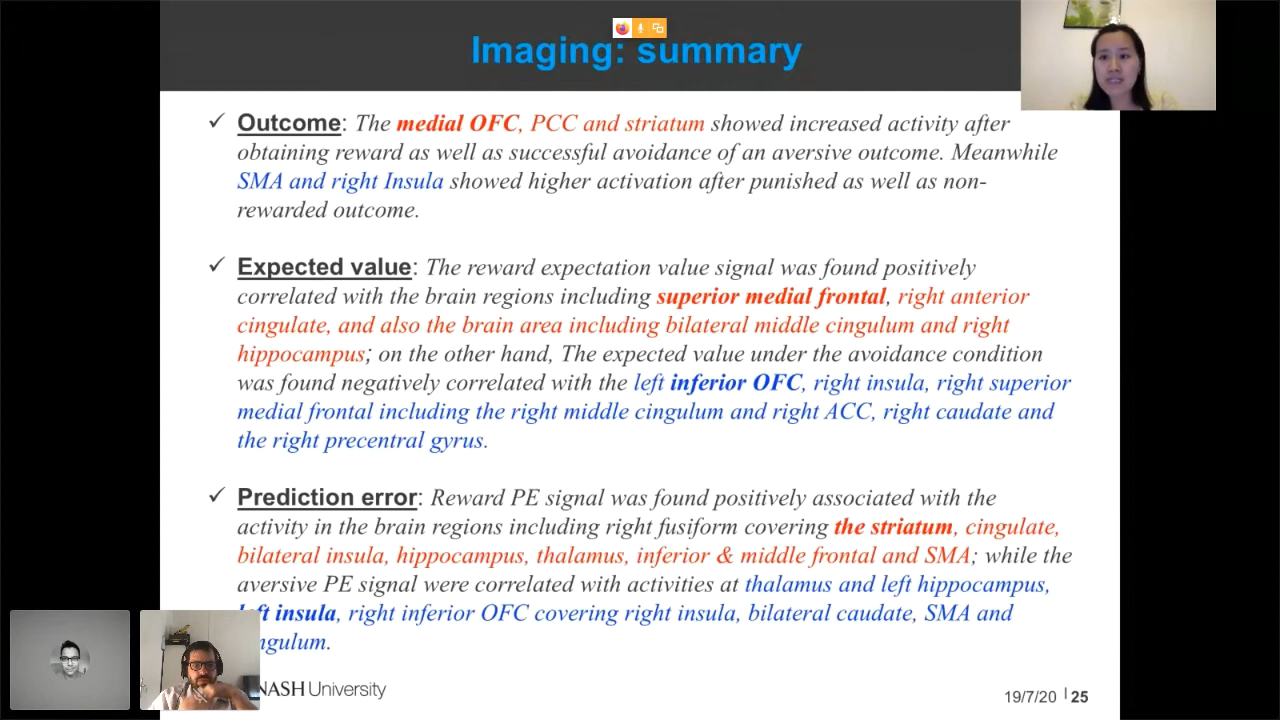 Imaging: summary
✓ Outcome: The medial OFC, PCC and striatum showed increased activity after
obtaining reward as well as successful avoidance of an aversive outcome. Meanwhile
SMA and right Insula showed higher activation after punished as well as non-
rewarded outcome.
✓ Expected value: The reward expectation value signal was found positively
correlated with the brain regions including superior medial frontal, right anterior
cingulate, and also the brain area including bilateral middle cingulum and right
hippocampus; on the other hand, The expected value under the avoidance condition
was found negatively correlated with the left inferior OFC, right insula, right superior
medial frontal including the right middle cingulum and right ACC, right caudate and
the right precentral gyrus.
✓ Prediction error: Reward PE signal was found positively associated with the
activity in the brain regions including right fusiform covering the striatum, cingulate,
bilateral insula, hippocampus, thalamus, inferior & middle frontal and SMA; while the
aversive PE signal were correlated with activities at thalamus and left hippocampus,
insula, right inferior OFC covering right insula, bilateral caudate, SMA and
University
19/7/20 | 25